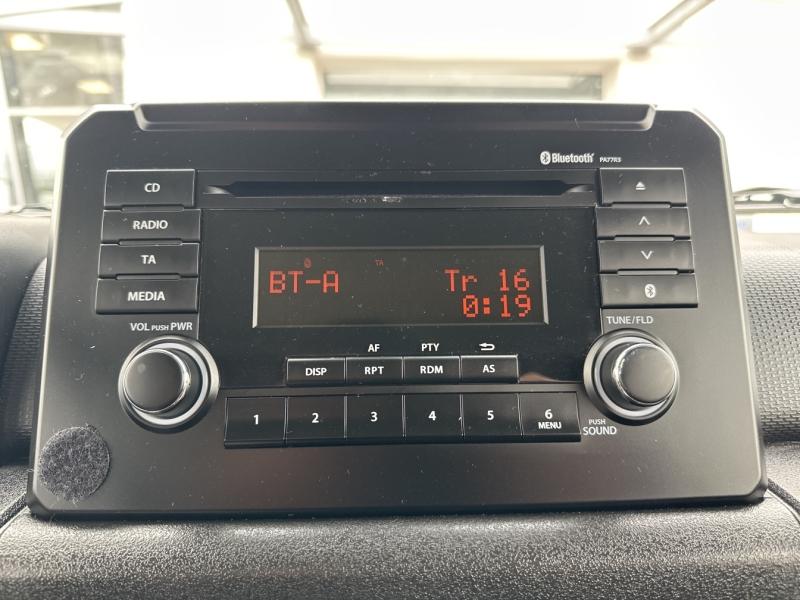 Bluetooth PA77R5
CD
RADIO
TA
MEDIA
TA
BT-A Tr 16
0:19
VOL PUSH PWR
TUNE/FLD
AF PTY
DISP RPT RDM AS
1 2 3 4 5 6
MENU
PUSH
SOUND